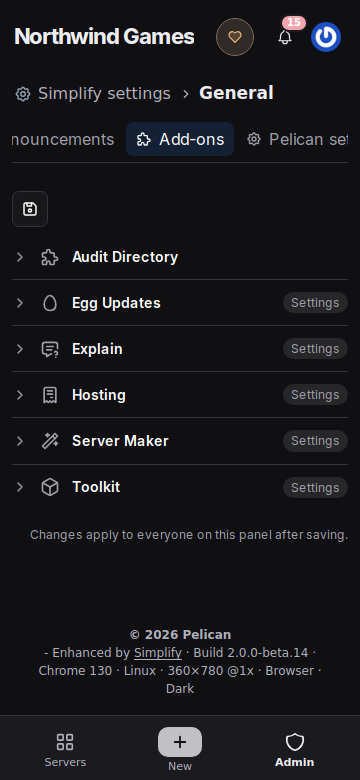 Northwind Games
15
Simplify settings > General
nouncements
Add-ons
Pelican set
Audit Directory
Egg Updates
Settings
Explain
Settings
Hosting
Settings
Server Maker
Settings
Toolkit
Settings
Changes apply to everyone on this panel after saving.
© 2026 Pelican
- Enhanced by Simplify · Build 2.0.0-beta.14 ·
Chrome 130 · Linux · 360×780 @1x · Browser ·
Dark
Servers
New
Admin